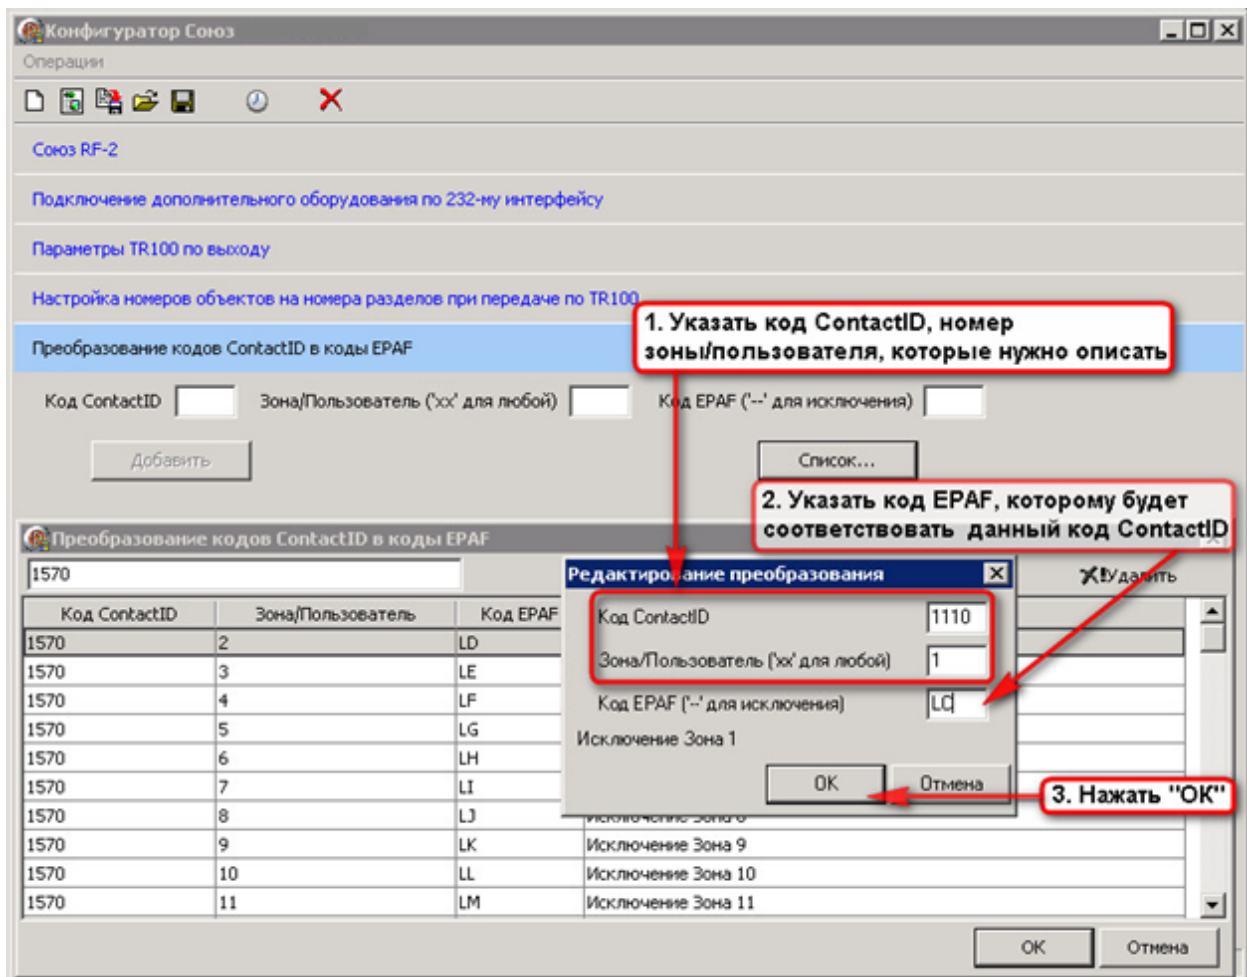 Конфигуратор Союз
Операции
Союз RF-2
Подключение дополнительного оборудования по 232-му интерфейсу
Параметры TR100 по выходу
Настройка номеров объектов на номера разделов при передаче по TR100
1. Указать код ContactID, номер
зоны/пользователя, которые нужно описать
Преобразование кодов ContactID в коды EPAF
Код ContactID Зона/Пользователь ('xx' для любой) Код EPAF ('--' для исключения)
Добавить Список...
2. Указать код EPAF, которому будет
соответствовать данный код ContactID
Преобразование кодов ContactID в коды EPAF
1570 Удалить
Код ContactID Зона/Пользователь Код EPAF
1570 2 LD
1570 3 LE
1570 4 LF
1570 5 LG
1570 6 LH
1570 7 LI
1570 8 LJ
1570 9 LK Исключение Зона 9
1570 10 LL Исключение Зона 10
1570 11 LM Исключение Зона 11
Редактирование преобразования
Код ContactID 1110
Зона/Пользователь ('xx' для любой) 1
Код EPAF ('--' для исключения) LC
Исключение Зона 1
OK Отмена
3. Нажать "ОК"
OK Отмена